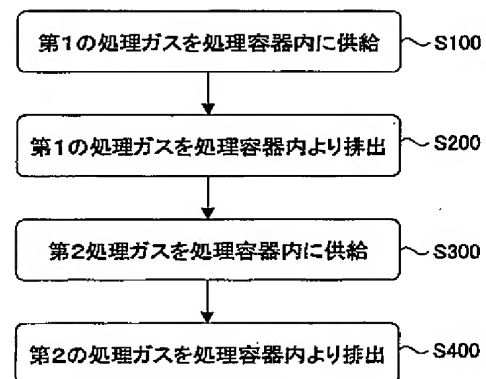 第1の処理ガスを処理容器内に供給 S100
第1の処理ガスを処理容器内より排出 S200
第2処理ガスを処理容器内に供給 S300
第2の処理ガスを処理容器内より排出 S400